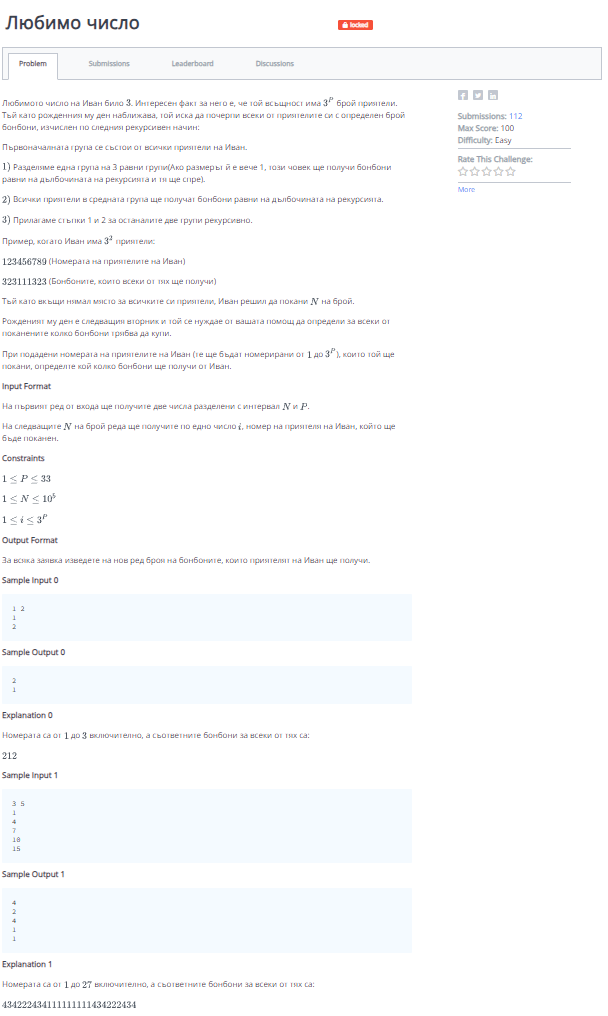 Любимо число
locked
Problem
Submissions
Leaderboard
Discussions
Любимото число на Иван било 3. Интересен факт за него е, че той всъщност има 3^P брой приятели.
Тъй като рожденния му ден наближава, той иска да почерпи всеки от приятелите си с определен брой
бонбони, изчислен по следния рекурсивен начин:
Първоначалната група се състои от всички приятели на Иван.
1) Разделяме една група на 3 равни групи(Ако размерът й е вече 1, този човек ще получи бонбони
равни на дълбочината на рекурсията и тя ще спре).
2) Всички приятели в средната група ще получат бонбони равни на дълбочината на рекурсията.
3) Прилагаме стъпки 1 и 2 за останалите две групи рекурсивно.
Пример, когато Иван има 3^2 приятели:
123456789 (Номерата на приятелите на Иван)
323111323 (Бонбоните, които всеки от тях ще получи)
Тъй като вкъщи нямал място за всичките си приятели, Иван решил да покани N на брой.
Рожденият му ден е следващия вторник и той се нуждае от вашата помощ да определи за всеки от
поканените колко бонбони трябва да купи.
При подадени номерата на приятелите на Иван (те ще бъдат номерирани от 1 до 3^P), които той ще
покани, определете кой колко бонбони ще получи от Иван.
Input Format
На първият ред от входа ще получите две числа разделени с интервал N и P.
На следващите N на брой реда ще получите по едно число i, номер на приятеля на Иван, който ще
бъде поканен.
Constraints
1 ≤ P ≤ 33
1 ≤ N ≤ 10^5
1 ≤ i ≤ 3^P
Output Format
За всяка заявка изведете на нов ред броя на бонбоните, които приятелят на Иван ще получи.
Sample Input 0
1 2
1
2
Sample Output 0
2
1
Explanation 0
Номерата са от 1 до 3 включително, а съответните бонбони за всеки от тях са:
212
Sample Input 1
3 5
1
4
7
10
15
Sample Output 1
4
2
4
1
1
Explanation 1
Номерата са от 1 до 27 включително, а съответните бонбони за всеки от тях са:
434222434111111111434222434
Submissions: 112
Max Score: 100
Difficulty: Easy
Rate This Challenge:
More